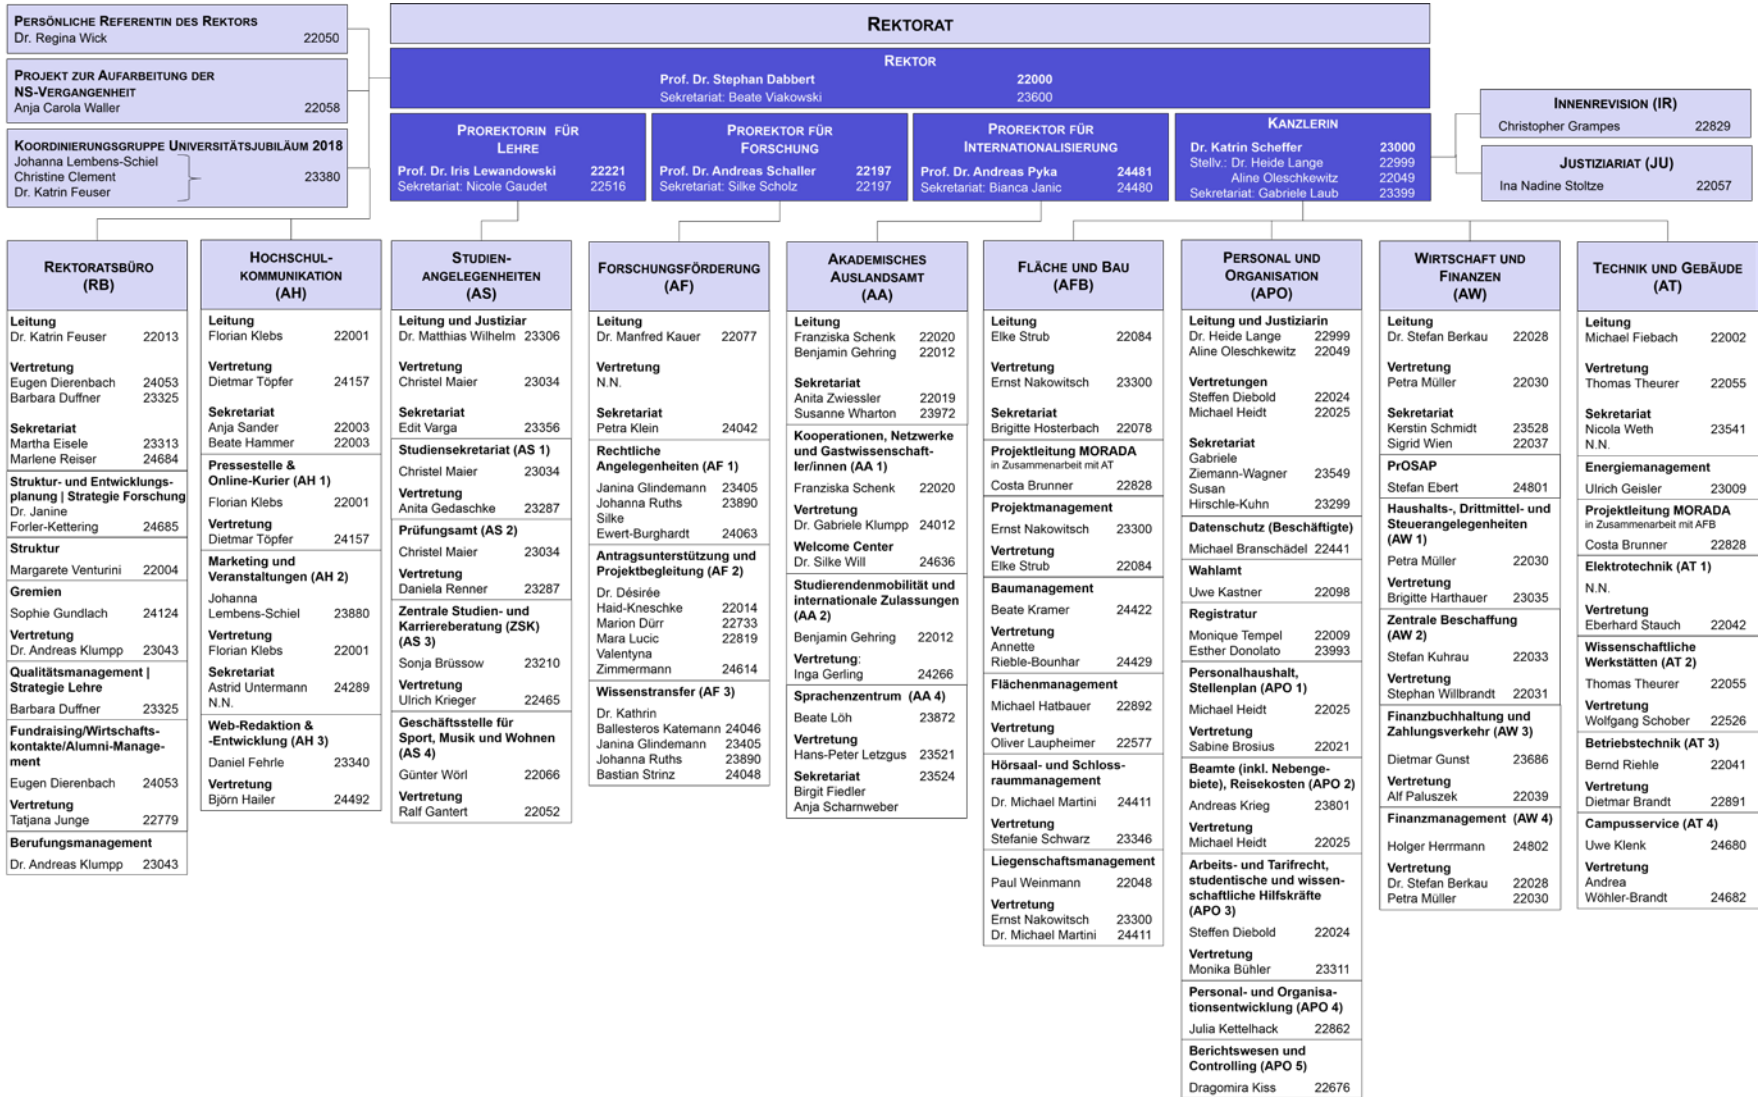 PERSÖNLICHE REFERENTIN DES REKTORS
Dr. Regina Wick 22050
PROJEKT ZUR AUFARBEITUNG DER
NS-VERGANGENHEIT
Anja Carola Waller 22058
KOORDINIERUNGSGRUPPE UNIVERSITÄTSJUBILÄUM 2018
Johanna Lembens-Schiel
Christine Clement 23380
Dr. Katrin Feuser
REKTORAT
REKTOR
Prof. Dr. Stephan Dabbert 22000
Sekretariat: Beate Viakowski 23600
PROREKTORIN FÜR
LEHRE
Prof. Dr. Iris Lewandowski 22221
Sekretariat: Nicole Gaudet 22516
PROREKTOR FÜR
FORSCHUNG
Prof. Dr. Andreas Schaller 22197
Sekretariat: Silke Scholz 22197
PROREKTOR FÜR
INTERNATIONALISIERUNG
Prof. Dr. Andreas Pyka 24481
Sekretariat: Bianca Janic 24480
KANZLERIN
Dr. Katrin Scheffer 23000
Stellv.: Dr. Heide Lange 22999
Aline Oleschkewitz 22049
Sekretariat: Gabriele Laub 23399
INNENREVISION (IR)
Christopher Grampes 22829
JUSTIZIARIAT (JU)
Ina Nadine Stoltze 22057
REKTORATSBÜRO
(RB)
Leitung
Dr. Katrin Feuser 22013
Vertretung
Eugen Dierenbach 24053
Barbara Duffner 23325
Sekretariat
Martha Eisele 23313
Marlene Reiser 24684
Struktur- und Entwicklungs-
planung | Strategie Forschung
Dr. Janine
Forler-Kettering 24685
Struktur
Margarete Venturini 22004
Gremien
Sophie Gundlach 24124
Vertretung
Dr. Andreas Klumpp 23043
Qualitätsmanagement |
Strategie Lehre
Barbara Duffner 23325
Fundraising/Wirtschafts-
kontakte/Alumni-Manage-
ment
Eugen Dierenbach 24053
Vertretung
Tatjana Junge 22779
Berufungsmanagement
Dr. Andreas Klumpp 23043
HOCHSCHUL-
KOMMUNIKATION
(AH)
Leitung
Florian Klebs 22001
Vertretung
Dietmar Töpfer 24157
Sekretariat
Anja Sander 22003
Beate Hammer 22003
Pressestelle &
Online-Kurier (AH 1)
Florian Klebs 22001
Vertretung
Dietmar Töpfer 24157
Marketing und
Veranstaltungen (AH 2)
Johanna
Lembens-Schiel 23880
Vertretung
Florian Klebs 22001
Sekretariat
Astrid Untermann 24289
N.N.
Web-Redaktion &
-Entwicklung (AH 3)
Daniel Fehrle 23340
Vertretung
Björn Hailer 24492
STUDIEN-
ANGELEGENHEITEN
(AS)
Leitung und Justiziar
Dr. Matthias Wilhelm 23306
Vertretung
Christel Maier 23034
Sekretariat
Edit Varga 23356
Studiensekretariat (AS 1)
Christel Maier 23034
Vertretung
Anita Gedaschke 23287
Prüfungsamt (AS 2)
Christel Maier 23034
Vertretung
Daniela Renner 23287
Zentrale Studien- und
Karriereberatung (ZSK)
(AS 3)
Sonja Brüssow 23210
Vertretung
Ulrich Krieger 22465
Geschäftsstelle für
Sport, Musik und Wohnen
(AS 4)
Günter Wörl 22066
Vertretung
Ralf Gantert 22052
FORSCHUNGSFÖRDERUNG
(AF)
Leitung
Dr. Manfred Kauer 22077
Vertretung
N.N.
Sekretariat
Petra Klein 24042
Rechtliche
Angelegenheiten (AF 1)
Janina Glindemann 23405
Johanna Ruths 23890
Silke
Ewert-Burghardt 24063
Antragsunterstützung und
Projektbegleitung (AF 2)
Dr. Désirée
Haid-Kneschke 22014
Marion Dürr 22733
Mara Lucic 22819
Valentyna
Zimmermann 24614
Wissenstransfer (AF 3)
Dr. Kathrin
Ballesteros Katemann 24046
Janina Glindemann 23405
Johanna Ruths 23890
Bastian Strinz 24048
AKADEMISCHES
AUSLANDSAMT
(AA)
Leitung
Franziska Schenk 22020
Benjamin Gehring 22012
Sekretariat
Anita Zwiessler 22019
Susanne Wharton 23972
Kooperationen, Netzwerke
und Gastwissenschaft-
ler/innen (AA 1)
Franziska Schenk 22020
Vertretung
Dr. Gabriele Klumpp 24012
Welcome Center
Dr. Silke Will 24636
Studierendenmobilität und
internationale Zulassungen
(AA 2)
Benjamin Gehring 22012
Vertretung:
Inga Gerling 24266
Sprachenzentrum (AA 4)
Beate Löh 23872
Vertretung
Hans-Peter Letzgus 23521
Sekretariat 23524
Birgit Fiedler
Anja Scharnweber
FLÄCHE UND BAU
(AFB)
Leitung
Elke Strub 22084
Vertretung
Ernst Nakowitsch 23300
Sekretariat
Brigitte Hosterbach 22078
Projektleitung MORADA
in Zusammenarbeit mit AT
Costa Brunner 22828
Projektmanagement
Ernst Nakowitsch 23300
Vertretung
Elke Strub 22084
Baumanagement
Beate Kramer 24422
Vertretung
Annette
Rieble-Bounhar 24429
Flächenmanagement
Michael Hatbauer 22892
Vertretung
Oliver Laupheimer 22577
Hörsaal- und Schloss-
raummanagement
Dr. Michael Martini 24411
Vertretung
Stefanie Schwarz 23346
Liegenschaftsmanagement
Paul Weinmann 22048
Vertretung
Ernst Nakowitsch 23300
Dr. Michael Martini 24411
PERSONAL UND
ORGANISATION
(APO)
Leitung und Justiziarin
Dr. Heide Lange 22999
Aline Oleschkewitz 22049
Vertretungen
Steffen Diebold 22024
Michael Heidt 22025
Sekretariat
Gabriele
Ziemann-Wagner 23549
Susan
Hirschle-Kuhn 23299
Datenschutz (Beschäftigte)
Michael Branschädel 22441
Wahlamt
Uwe Kastner 22098
Registratur
Monique Tempel 22009
Esther Donolato 23993
Personalhaushalt,
Stellenplan (APO 1)
Michael Heidt 22025
Vertretung
Sabine Brosius 22021
Beamte (inkl. Nebenge-
biete), Reisekosten (APO 2)
Andreas Krieg 23801
Vertretung
Michael Heidt 22025
Arbeits- und Tarifrecht,
studentische und wissen-
schaftliche Hilfskräfte
(APO 3)
Steffen Diebold 22024
Vertretung
Monika Bühler 23311
Personal- und Organisa-
tionsentwicklung (APO 4)
Julia Kettelhack 22862
Berichtswesen und
Controlling (APO 5)
Dragomira Kiss 22676
WIRTSCHAFT UND
FINANZEN
(AW)
Leitung
Dr. Stefan Berkau 22028
Vertretung
Petra Müller 22030
Sekretariat
Kerstin Schmidt 23528
Sigrid Wien 22037
PrOSAP
Stefan Ebert 24801
Haushalts-, Drittmittel- und
Steuerangelegenheiten
(AW 1)
Petra Müller 22030
Vertretung
Brigitte Harthauer 23035
Zentrale Beschaffung
(AW 2)
Stefan Kuhrau 22033
Vertretung
Stephan Willbrandt 22031
Finanzbuchhaltung und
Zahlungsverkehr (AW 3)
Dietmar Gunst 23686
Vertretung
Alf Paluszek 22039
Finanzmanagement (AW 4)
Holger Herrmann 24802
Vertretung
Dr. Stefan Berkau 22028
Petra Müller 22030
TECHNIK UND GEBÄUDE
(AT)
Leitung
Michael Fiebach 22002
Vertretung
Thomas Theurer 22055
Sekretariat
Nicola Weth 23541
N.N.
Energiemanagement
Ulrich Geisler 23009
Projektleitung MORADA
in Zusammenarbeit mit AFB
Costa Brunner 22828
Elektrotechnik (AT 1)
N.N.
Vertretung
Eberhard Stauch 22042
Wissenschaftliche
Werkstätten (AT 2)
Thomas Theurer 22055
Vertretung
Wolfgang Schober 22526
Betriebstechnik (AT 3)
Bernd Riehle 22041
Vertretung
Dietmar Brandt 22891
Campusservice (AT 4)
Uwe Klenk 24680
Vertretung
Andrea
Wöhler-Brandt 24682